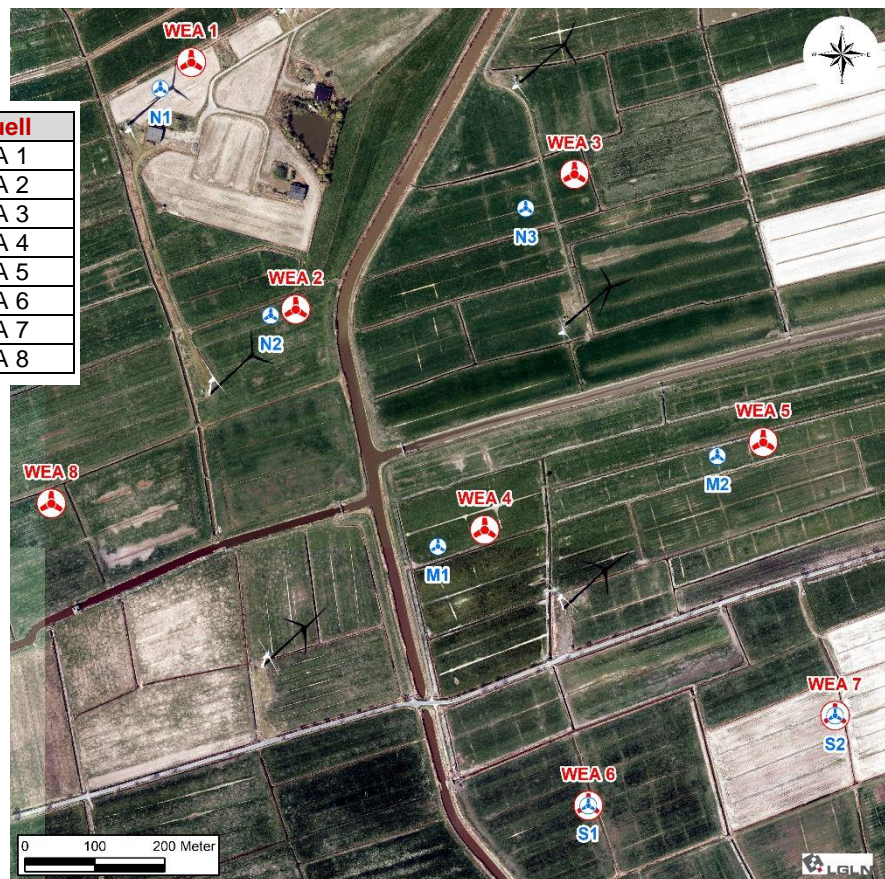 N
E
WEA 1
N1
uell
A 1
A 2
A 3
A 4
A 5
A 6
A 7
A 8
WEA 3
N3
WEA 2
N2
WEA 5
M2
WEA 8
WEA 4
M1
WEA 7
S2
WEA 6
S1
0 100 200 Meter
LGLN